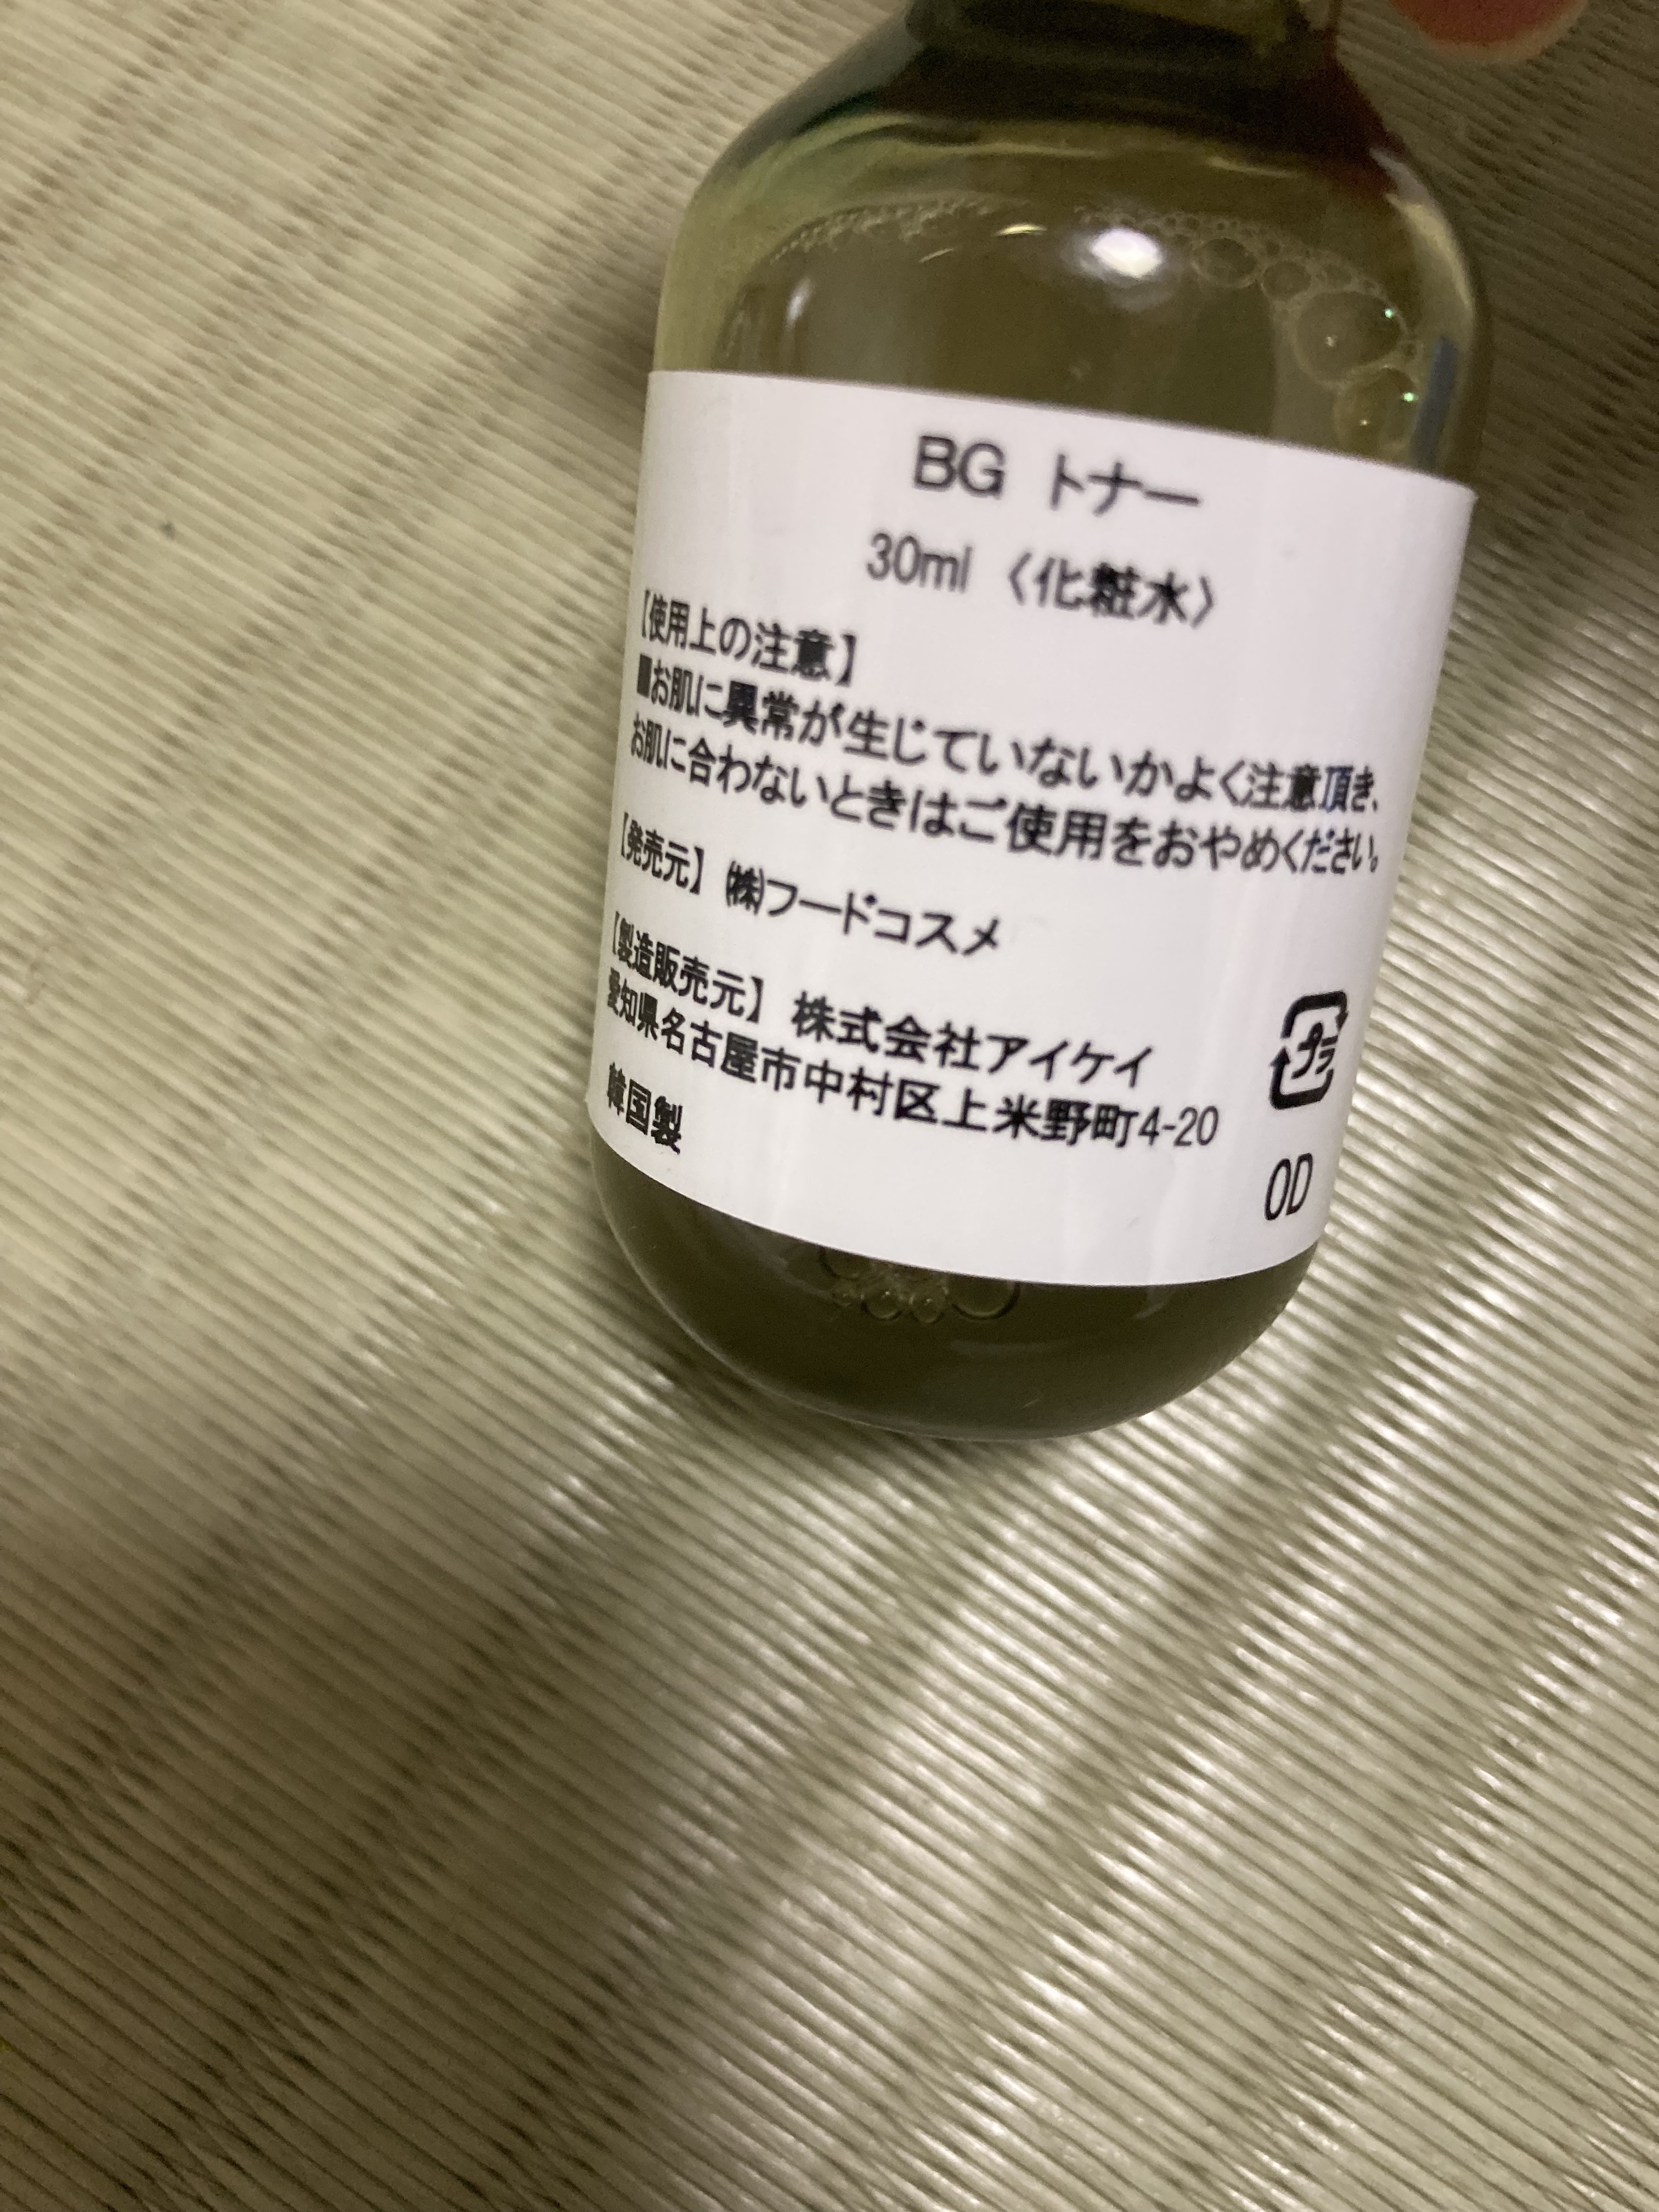 BG トナー
30ml 〈化粧水〉
【使用上の注意】
■お肌に異常が生じていないかよく注意頂き、
お肌に合わないときはご使用をおやめください。
【発売元】 ㈱フードコスメ
【製造販売元】 株式会社アイケイ
愛知県名古屋市中村区上米野町4-20
韓国製
プラ
OD